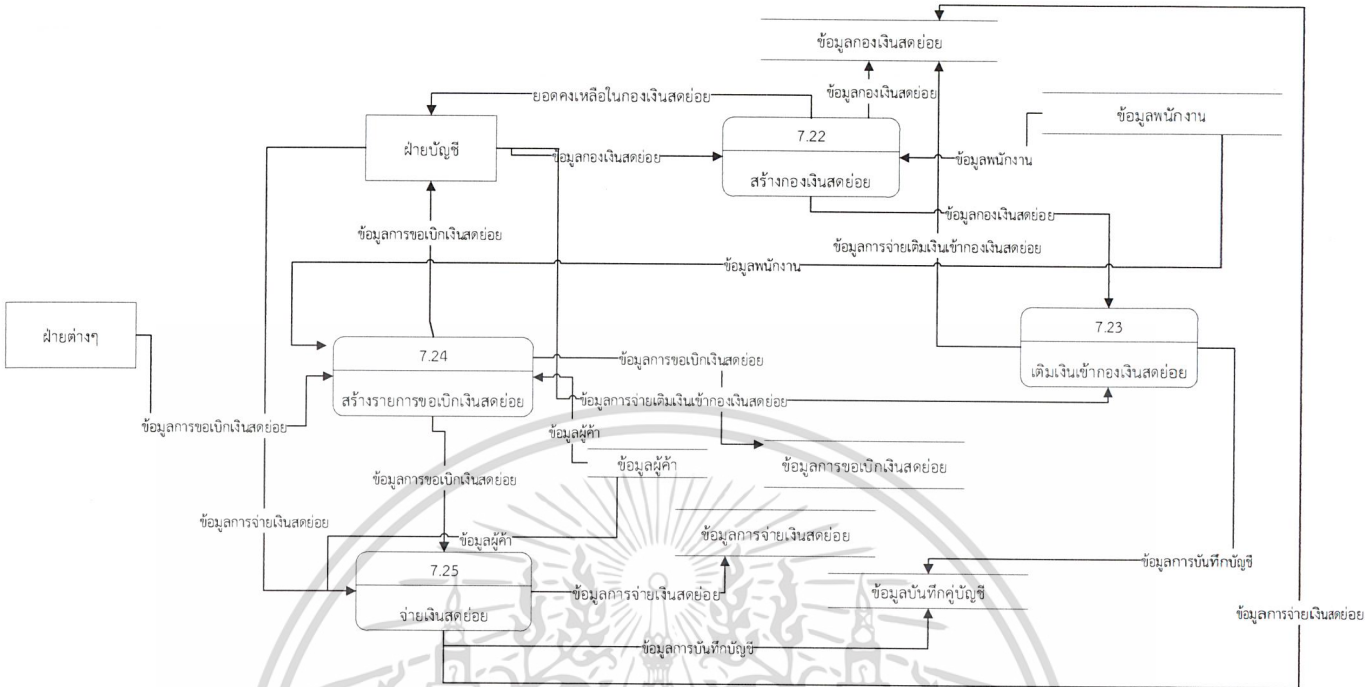 ข้อมูลกองเงินสดย่อย
ยอดคงเหลือในกองเงินสดย่อย
ข้อมูลกองเงินสดย่อย
ข้อมูลพนักงาน
7.22
ฝ่ายบัญชี
ข้อมูลกองเงินสดย่อย
ข้อมูลพนักงาน
สร้างกองเงินสดย่อย
ข้อมูลกองเงินสดย่อย
ข้อมูลการขอเบิกเงินสดย่อย
ข้อมูลการจ่ายเติมเงินเข้ากองเงินสดย่อย
ข้อมูลพนักงาน
ฝ่ายต่างๆ
7.23
7.24
ข้อมูลการขอเบิกเงินสดย่อย
เติมเงินเข้ากองเงินสดย่อย
สร้างรายการขอเบิกเงินสดย่อย
ข้อมูลการจ่ายเติมเงินเข้ากองเงินสดย่อย
ข้อมูลการขอเบิกเงินสดย่อย
ข้อมูลผู้ค้า
ข้อมูลผู้ค้า
ข้อมูลการขอเบิกเงินสดย่อย
ข้อมูลการขอเบิกเงินสดย่อย
ข้อมูลการจ่ายเงินสดย่อย
ข้อมูลการจ่ายเงินสดย่อย
ข้อมูลผู้ค้า
ข้อมูลการบันทึกบัญชี
7.25
ข้อมูลการจ่ายเงินสดย่อย
ข้อมูลบันทึกคู่บัญชี
จ่ายเงินสดย่อย
ข้อมูลการจ่ายเงินสดย่อย
ข้อมูลการบันทึกบัญชี